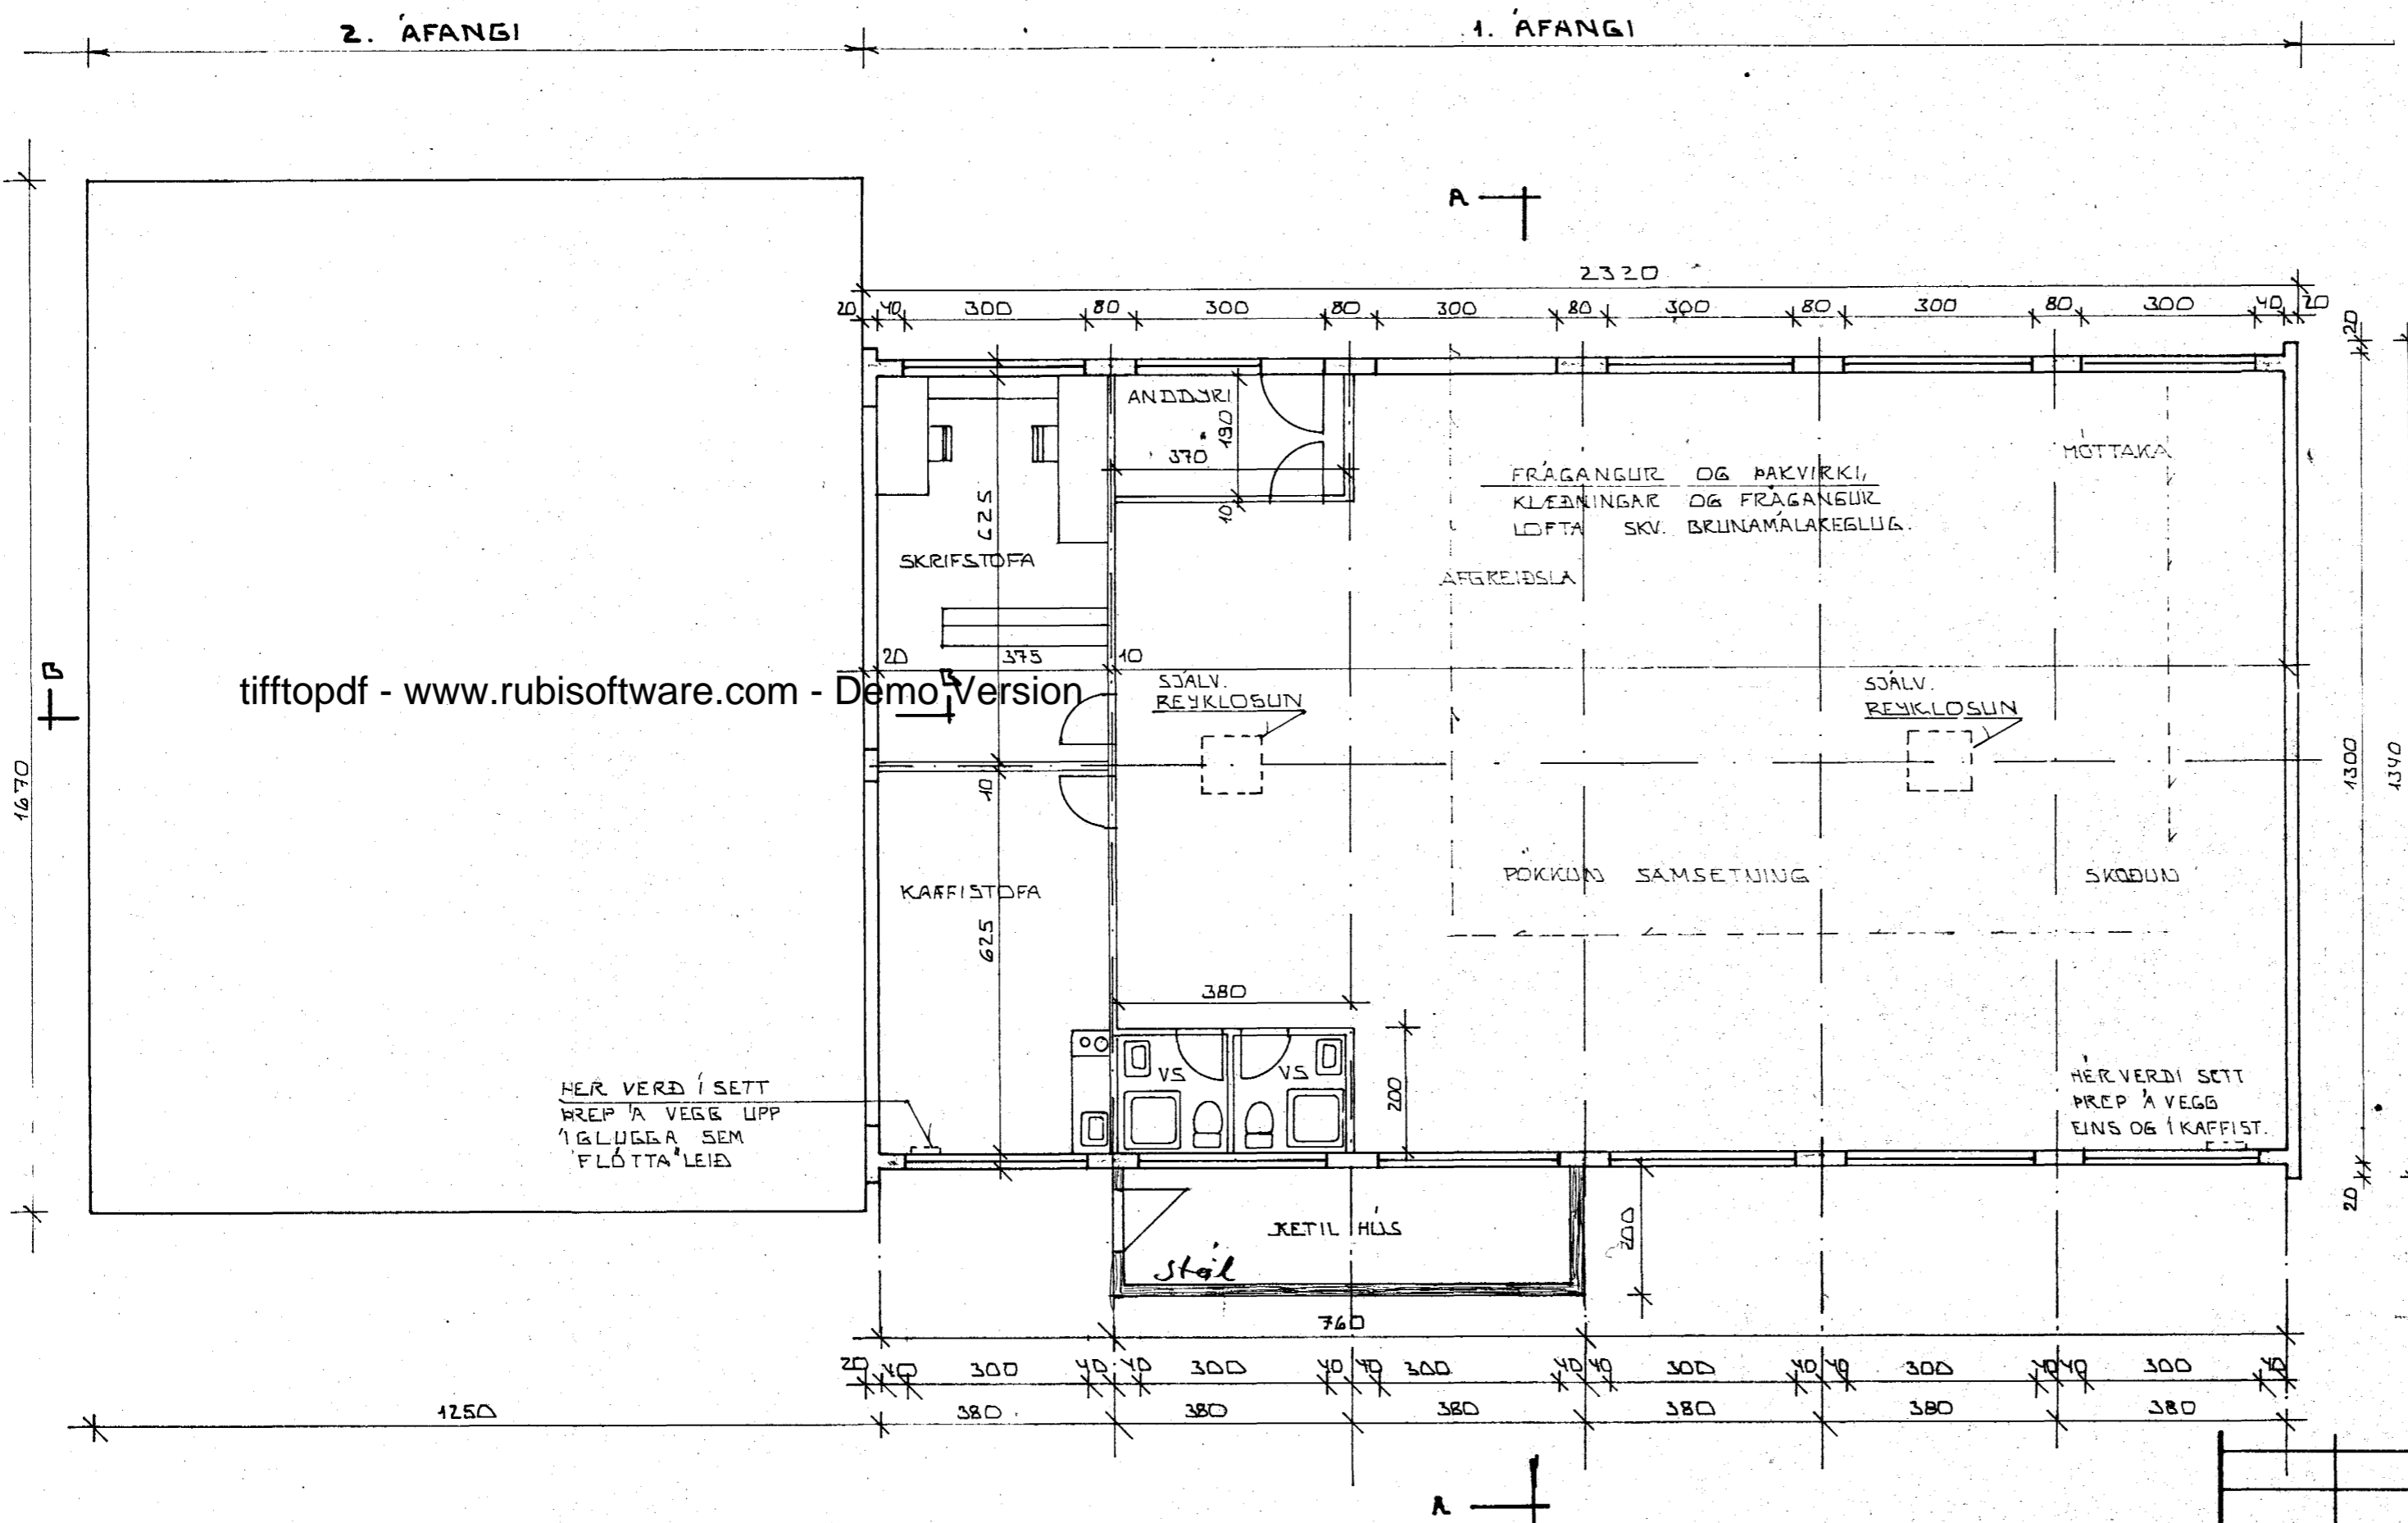 2. ÁFANGI
1. ÁFANGI
A
2320
20 40 300 80 300 80 300 80 300 80 300 80 300 40 20
20
ANDDYRI
190
370
10
MÓTTAKA
FRÁGANGUR OG ÞAKVIRKI,
KLÆÐNINGAR OG FRÁGANGUR
LOFTA SKV. BRUNAMÁLAREGLUG.
625
SKRIFSTOFA
AFGREIÐSLA
20 375 10
B
B
tifftopdf - www.rubisoftware.com - Demo Version
SJÁLV.
REYKLOSUN
SJÁLV.
REYKLOSUN
1670
10
1300
1340
KAFFISTOFA
625
PÖKKUN SAMSETNING
SKOÐUN
380
VS
VS
200
HER VERÐÍ SETT
ÞREP Á VEGG UPP
Í GLUGGA SEM
FLÓTTALEIÐ
HÉR VERÐI SETT
ÞREP Á VEGG
EINS OG Í KAFFIST.
KETIL HÚS
200
20
Stál
760
20 40 300 40 40 300 40 40 300 40 40 300 40 40 300 40 40 300 40
1250 380 380 380 380 380 380
A